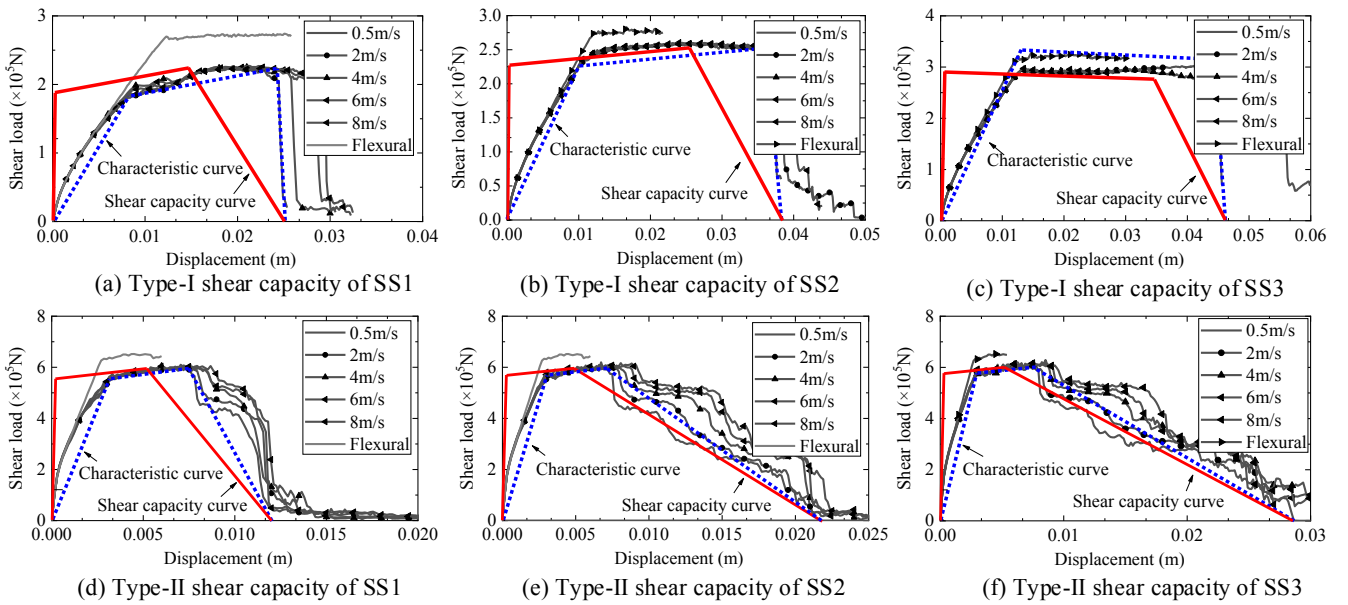 Shear load (×10⁵N)
3
2
1
0
0.00 0.01 0.02 0.03 0.04
Displacement (m)
0.5m/s
2m/s
4m/s
6m/s
8m/s
Flexural
Characteristic curve
Shear capacity curve
(a) Type-I shear capacity of SS1
Shear load (×10⁵N)
3.0
2.5
2.0
1.5
1.0
0.5
0.0
0.00 0.01 0.02 0.03 0.04 0.05
Displacement (m)
0.5m/s
2m/s
4m/s
6m/s
8m/s
Flexural
Characteristic curve
Shear capacity curve
(b) Type-I shear capacity of SS2
Shear load (×10⁵N)
4
3
2
1
0
0.00 0.01 0.02 0.03 0.04 0.05 0.06
Displacement (m)
0.5m/s
2m/s
4m/s
6m/s
8m/s
Flexural
Characteristic curve
Shear capacity curve
(c) Type-I shear capacity of SS3
Shear load (×10⁵N)
8
6
4
2
0
0.000 0.005 0.010 0.015 0.020
Displacement (m)
0.5m/s
2m/s
4m/s
6m/s
8m/s
Flexural
Characteristic curve
Shear capacity curve
(d) Type-II shear capacity of SS1
Shear load (×10⁵N)
8
6
4
2
0
0.000 0.005 0.010 0.015 0.020 0.025
Displacement (m)
0.5m/s
2m/s
4m/s
6m/s
8m/s
Flexural
Characteristic curve
Shear capacity curve
(e) Type-II shear capacity of SS2
Shear load (×10⁵N)
8
6
4
2
0
0.00 0.01 0.02 0.03
Displacement (m)
0.5m/s
2m/s
4m/s
6m/s
8m/s
Flexural
Characteristic curve
Shear capacity curve
(f) Type-II shear capacity of SS3